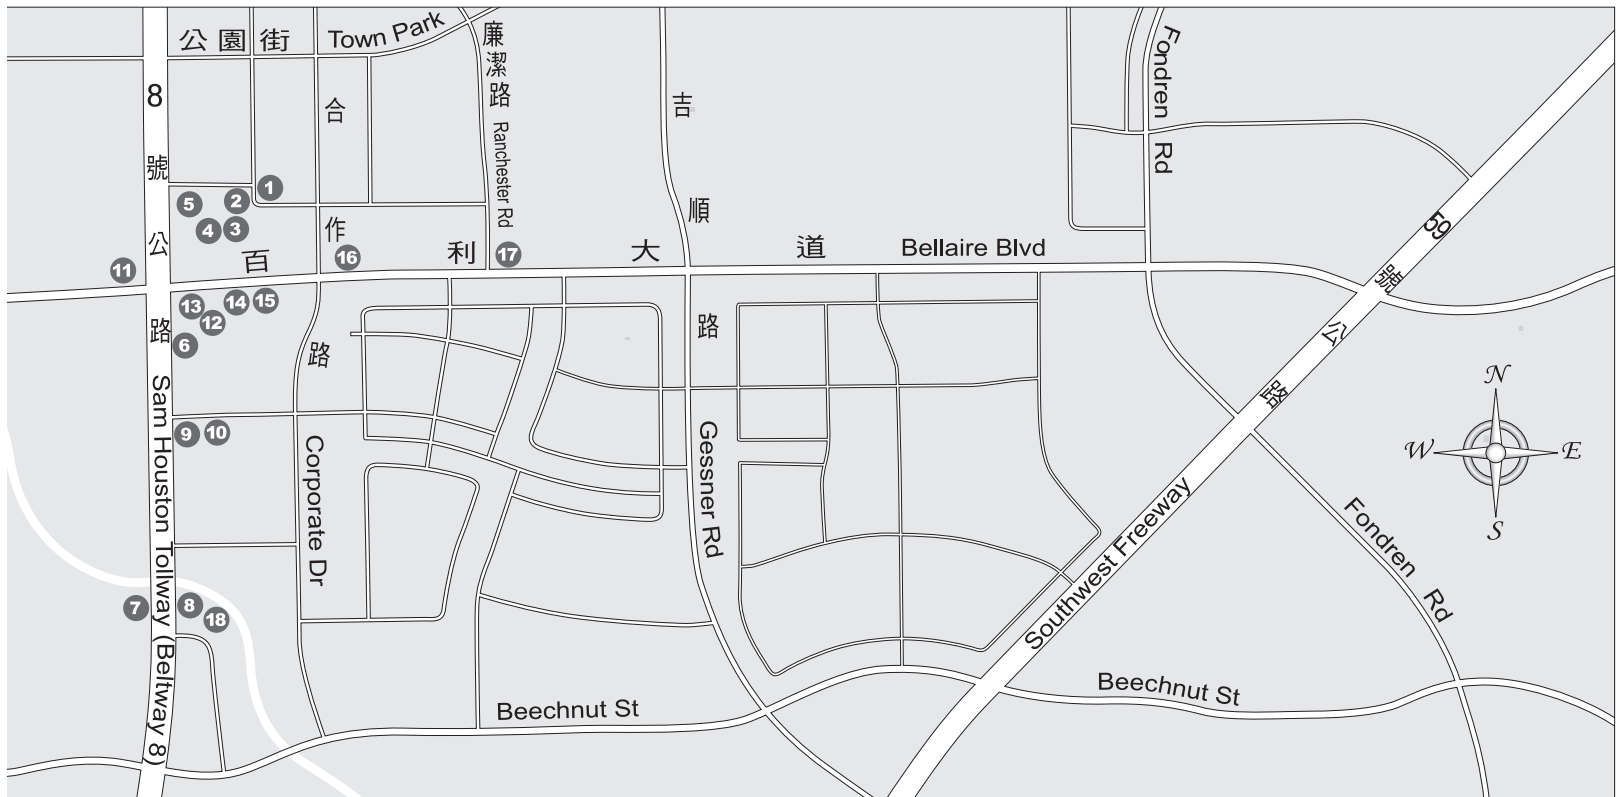 公園街 Town Park
8號公路
Sam Houston Tollway (Beltway 8)
合作路
Corporate Dr
廉潔路 Ranchester Rd
吉順路
Gessner Rd
Fondren Rd
百利大道 Bellaire Blvd
59號公路
Southwest Freeway
Fondren Rd
Beechnut St
Beechnut St
1
2
5
4
3
16
17
11
13
14
15
12
6
9
10
7
8
18
N
W
E
S